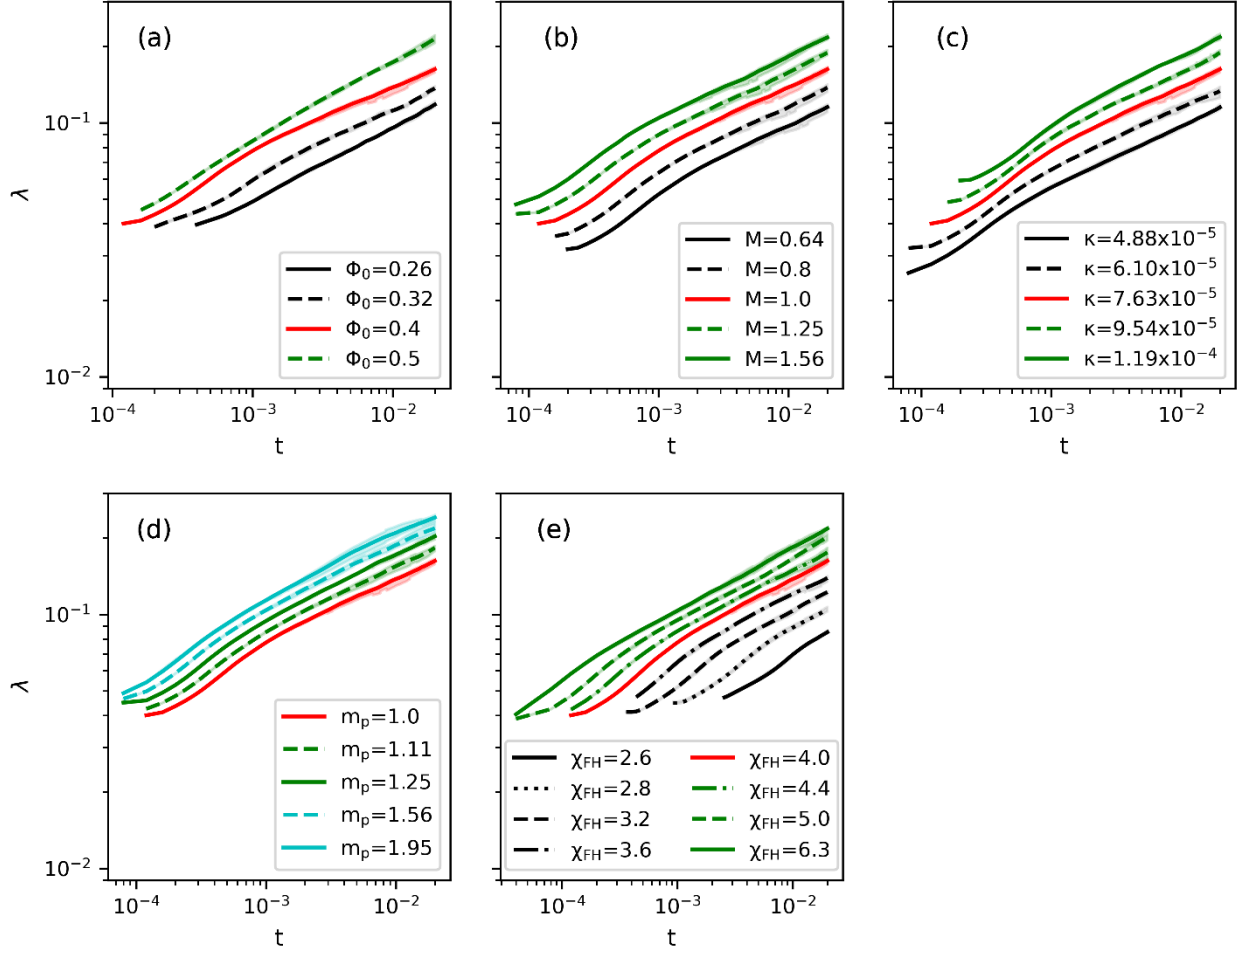 (a)
10⁻¹
λ
10⁻²
Φ₀=0.26
Φ₀=0.32
Φ₀=0.4
Φ₀=0.5
10⁻⁴ 10⁻³ 10⁻²
t
(b)
M=0.64
M=0.8
M=1.0
M=1.25
M=1.56
10⁻⁴ 10⁻³ 10⁻²
t
(c)
κ=4.88x10⁻⁵
κ=6.10x10⁻⁵
κ=7.63x10⁻⁵
κ=9.54x10⁻⁵
κ=1.19x10⁻⁴
10⁻⁴ 10⁻³ 10⁻²
t
(d)
10⁻¹
λ
10⁻²
mₚ=1.0
mₚ=1.11
mₚ=1.25
mₚ=1.56
mₚ=1.95
10⁻⁴ 10⁻³ 10⁻²
t
(e)
χFH=2.6
χFH=2.8
χFH=3.2
χFH=3.6
χFH=4.0
χFH=4.4
χFH=5.0
χFH=6.3
10⁻⁴ 10⁻³ 10⁻²
t